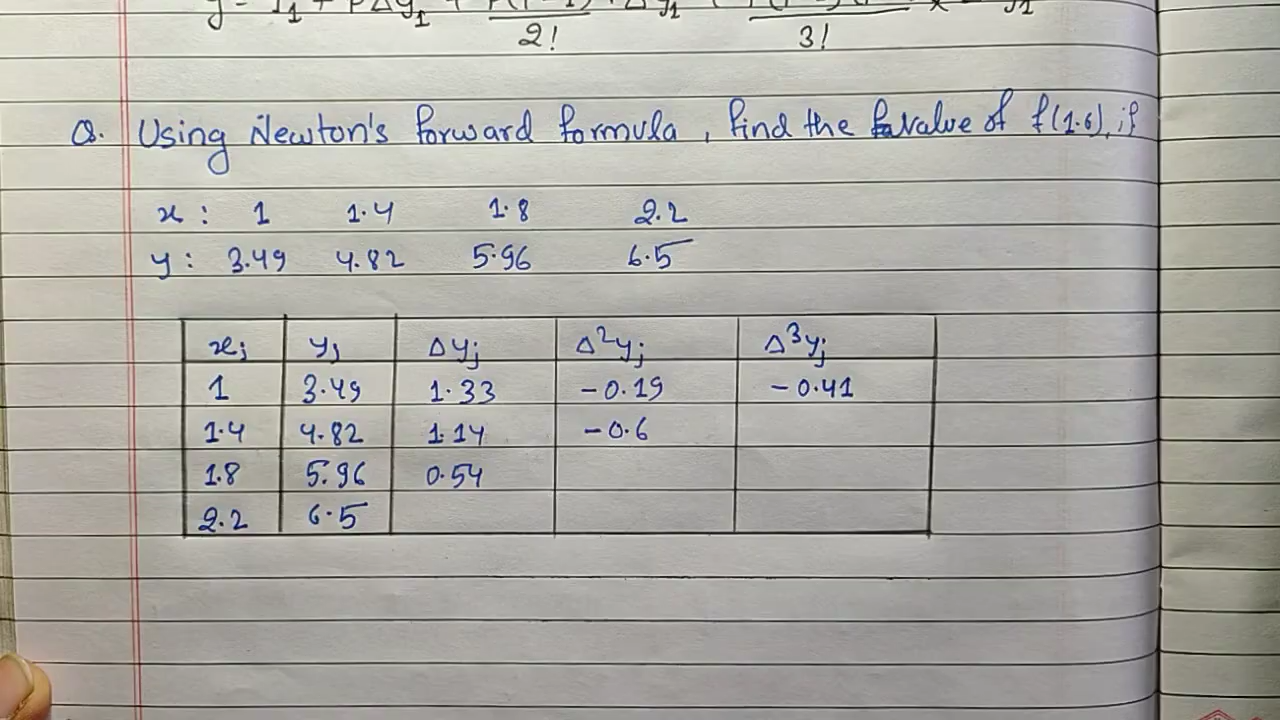 2! 3!
Q. Using Newton's forward formula, find the value of f(1.6), if
x : 1 1.4 1.8 2.2
y : 3.49 4.82 5.96 6.5
xj yj Δyj Δ²yj Δ³yj
1 3.49 1.33 -0.19 -0.41
1.4 4.82 1.14 -0.6
1.8 5.96 0.54
2.2 6.5